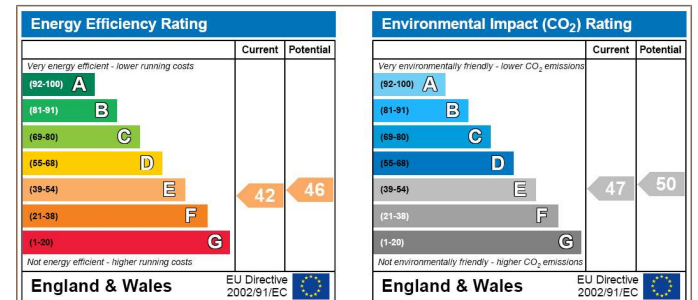 Energy Efficiency Rating
Current Potential
Very energy efficient - lower running costs
(92-100) A
(81-91) B
(69-80) C
(55-68) D
(39-54) E
42
46
(21-38) F
(1-20) G
Not energy efficient - higher running costs
England & Wales
EU Directive
2002/91/EC
Environmental Impact (CO2) Rating
Current Potential
Very environmentally friendly - lower CO2 emissions
(92-100) A
(81-91) B
(69-80) C
(55-68) D
(39-54) E
47
50
(21-38) F
(1-20) G
Not environmentally friendly - higher CO2 emissions
England & Wales
EU Directive
2002/91/EC